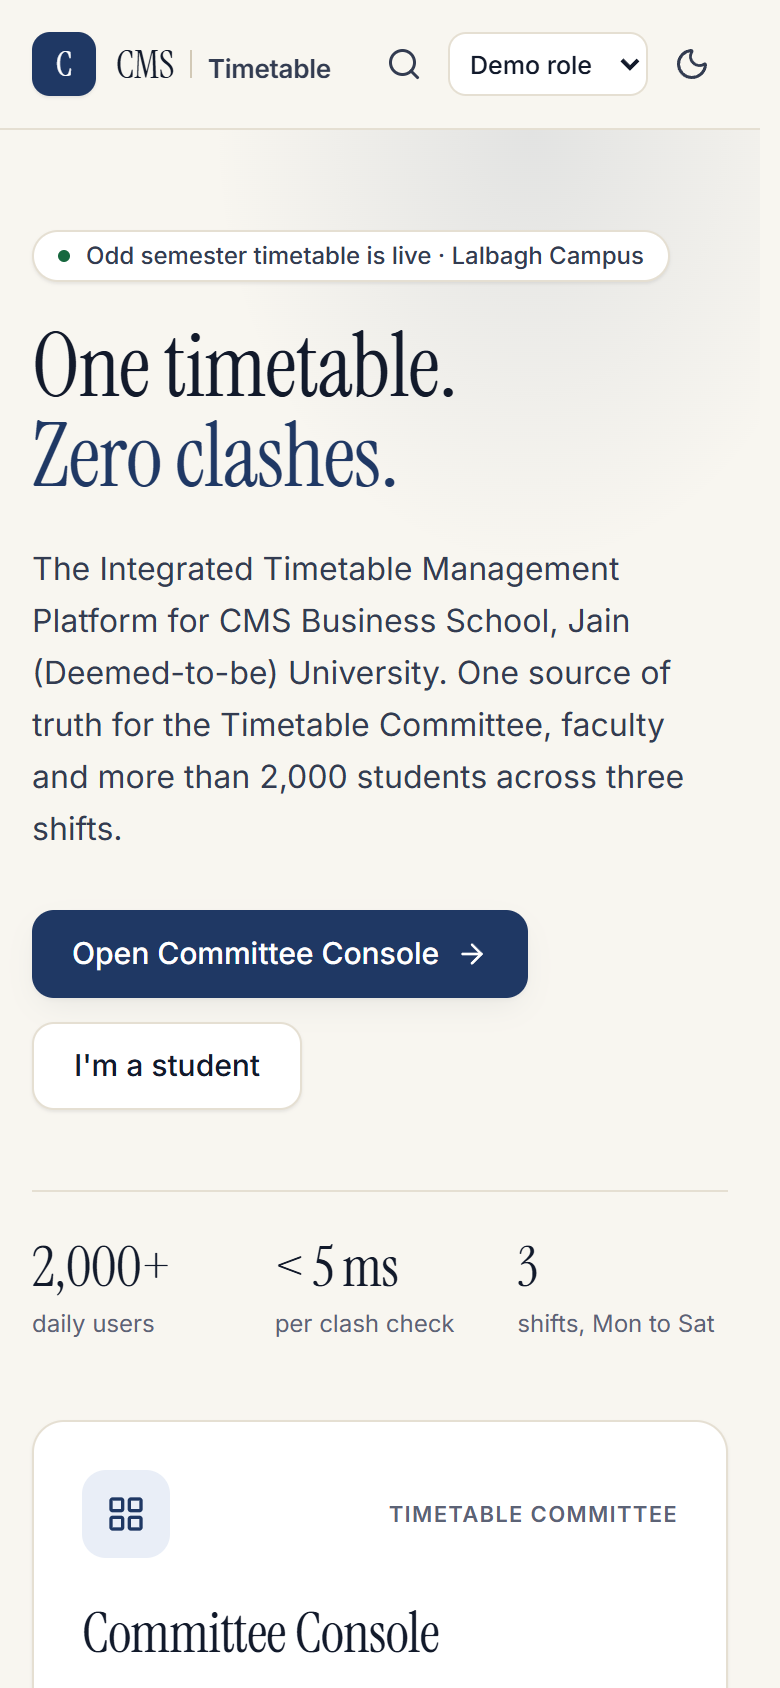 C CMS Timetable Demo role
Odd semester timetable is live · Lalbagh Campus
One timetable.
Zero clashes.
The Integrated Timetable Management
Platform for CMS Business School, Jain
(Deemed-to-be) University. One source of
truth for the Timetable Committee, faculty
and more than 2,000 students across three
shifts.
Open Committee Console →
I'm a student
2,000+ < 5 ms 3
daily users per clash check shifts, Mon to Sat
TIMETABLE COMMITTEE
Committee Console